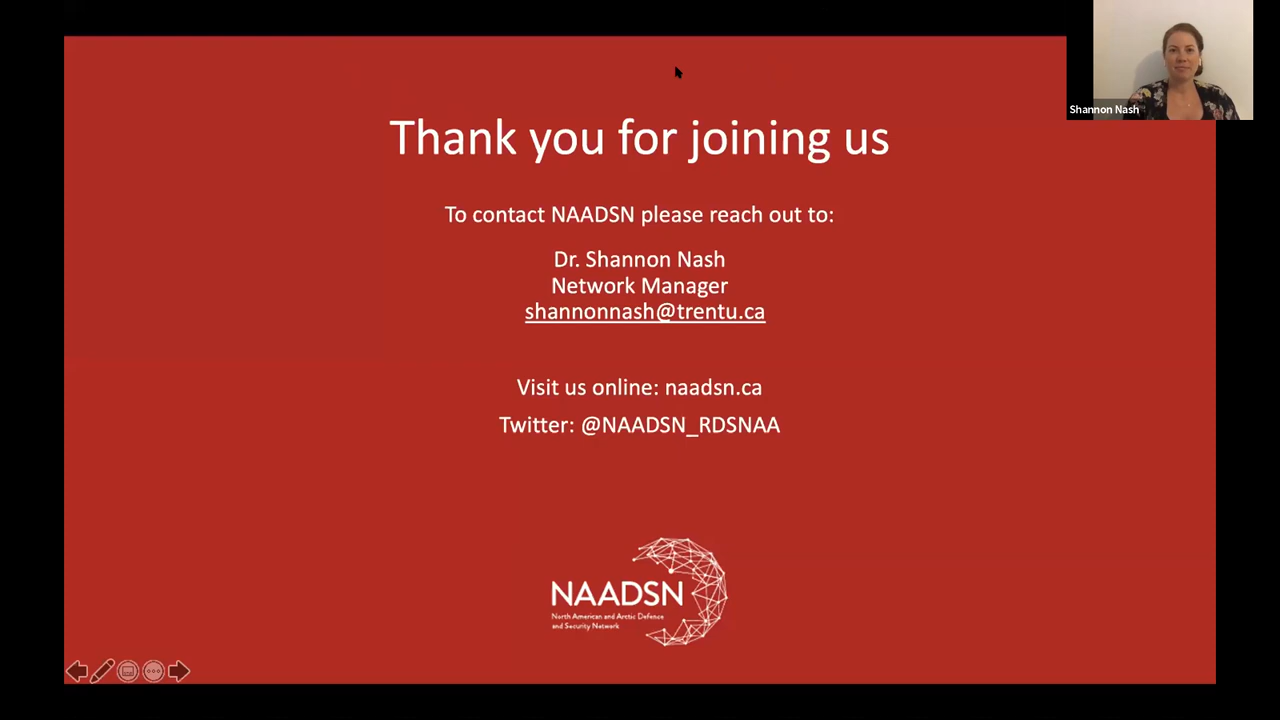 Shannon Nash
Thank you for joining us
To contact NAADSN please reach out to:
Dr. Shannon Nash
Network Manager
shannonnash@trentu.ca
Visit us online: naadsn.ca
Twitter: @NAADSN_RDSNAA
NAADSN
North American and Arctic Defence
and Security Network